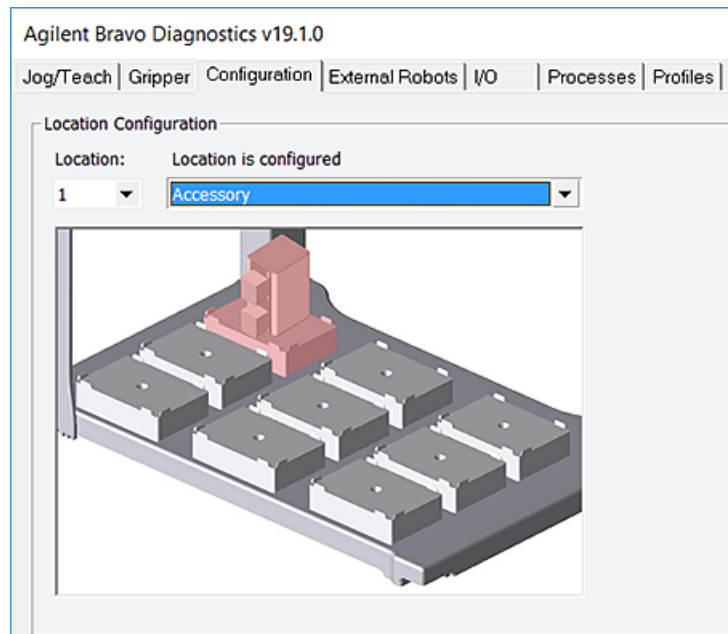 Agilent Bravo Diagnostics v19.1.0
Jog/Teach Gripper Configuration External Robots I/O Processes Profiles
Location Configuration
Location: Location is configured
1 Accessory